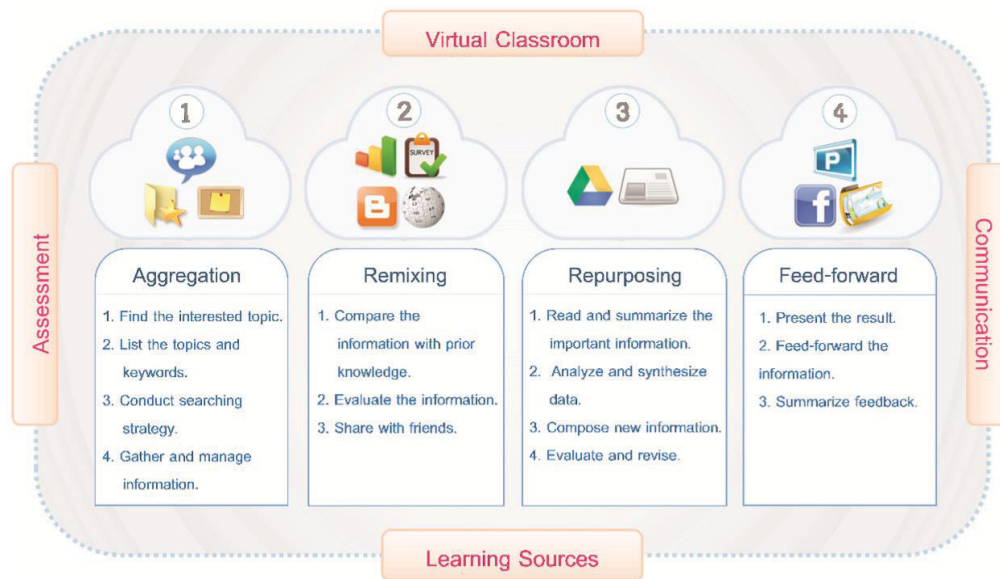 Virtual Classroom
Assessment
Communication
1
2
3
4
SURVEY
B
P
f
Aggregation
1. Find the interested topic.
2. List the topics and
keywords.
3. Conduct searching
strategy.
4. Gather and manage
information.
Remixing
1. Compare the
information with prior
knowledge.
2. Evaluate the information.
3. Share with friends.
Repurposing
1. Read and summarize the
important information.
2. Analyze and synthesize
data.
3. Compose new information.
4. Evaluate and revise.
Feed-forward
1. Present the result.
2. Feed-forward the
information.
3. Summarize feedback.
Learning Sources